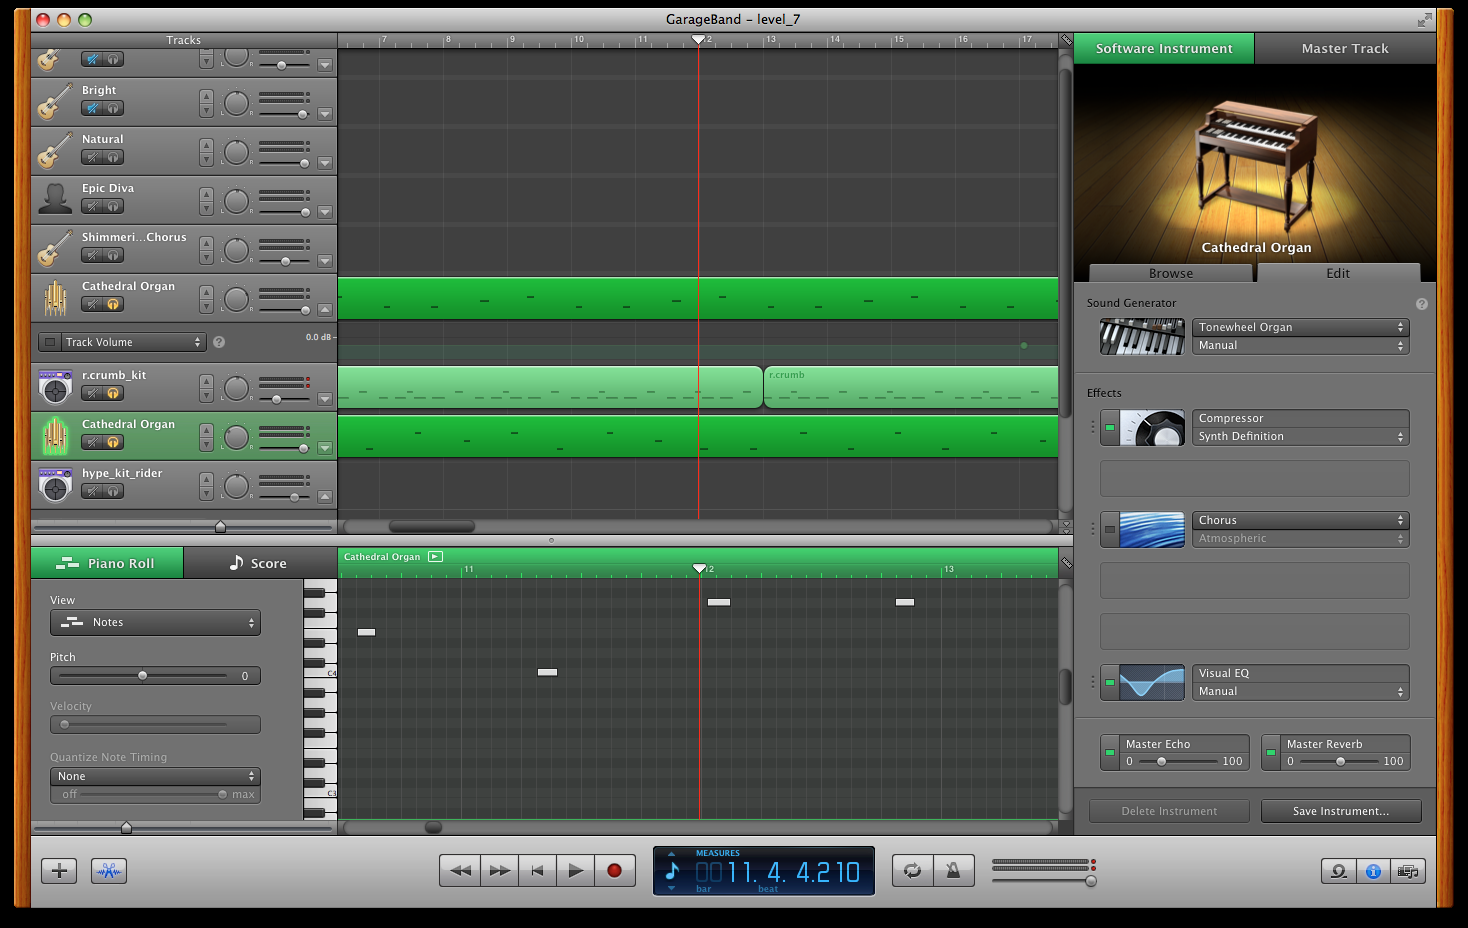 GarageBand – level_7
Tracks
7 8 9 10 11 12 13 14 15 16 17
Software Instrument
Master Track
L R
Bright
L R
Natural
L R
Epic Diva
L R
Shimmeri...Chorus
L R
Cathedral Organ
L R
Track Volume
?
0.0 dB
r.crumb_kit
L R
r.crumb
Cathedral Organ
L R
hype_kit_rider
L R
Cathedral Organ
Browse
Edit
Sound Generator
?
Tonewheel Organ
Manual
Effects
Compressor
Synth Definition
Chorus
Atmospheric
Visual EQ
Manual
Master Echo
0 100
Master Reverb
0 100
Delete Instrument
Save Instrument...
Piano Roll
Score
Cathedral Organ
11 12 13
View
Notes
Pitch
0
Velocity
Quantize Note Timing
None
off max
C4
C3
MEASURES
0011. 4. 4.210
bar beat